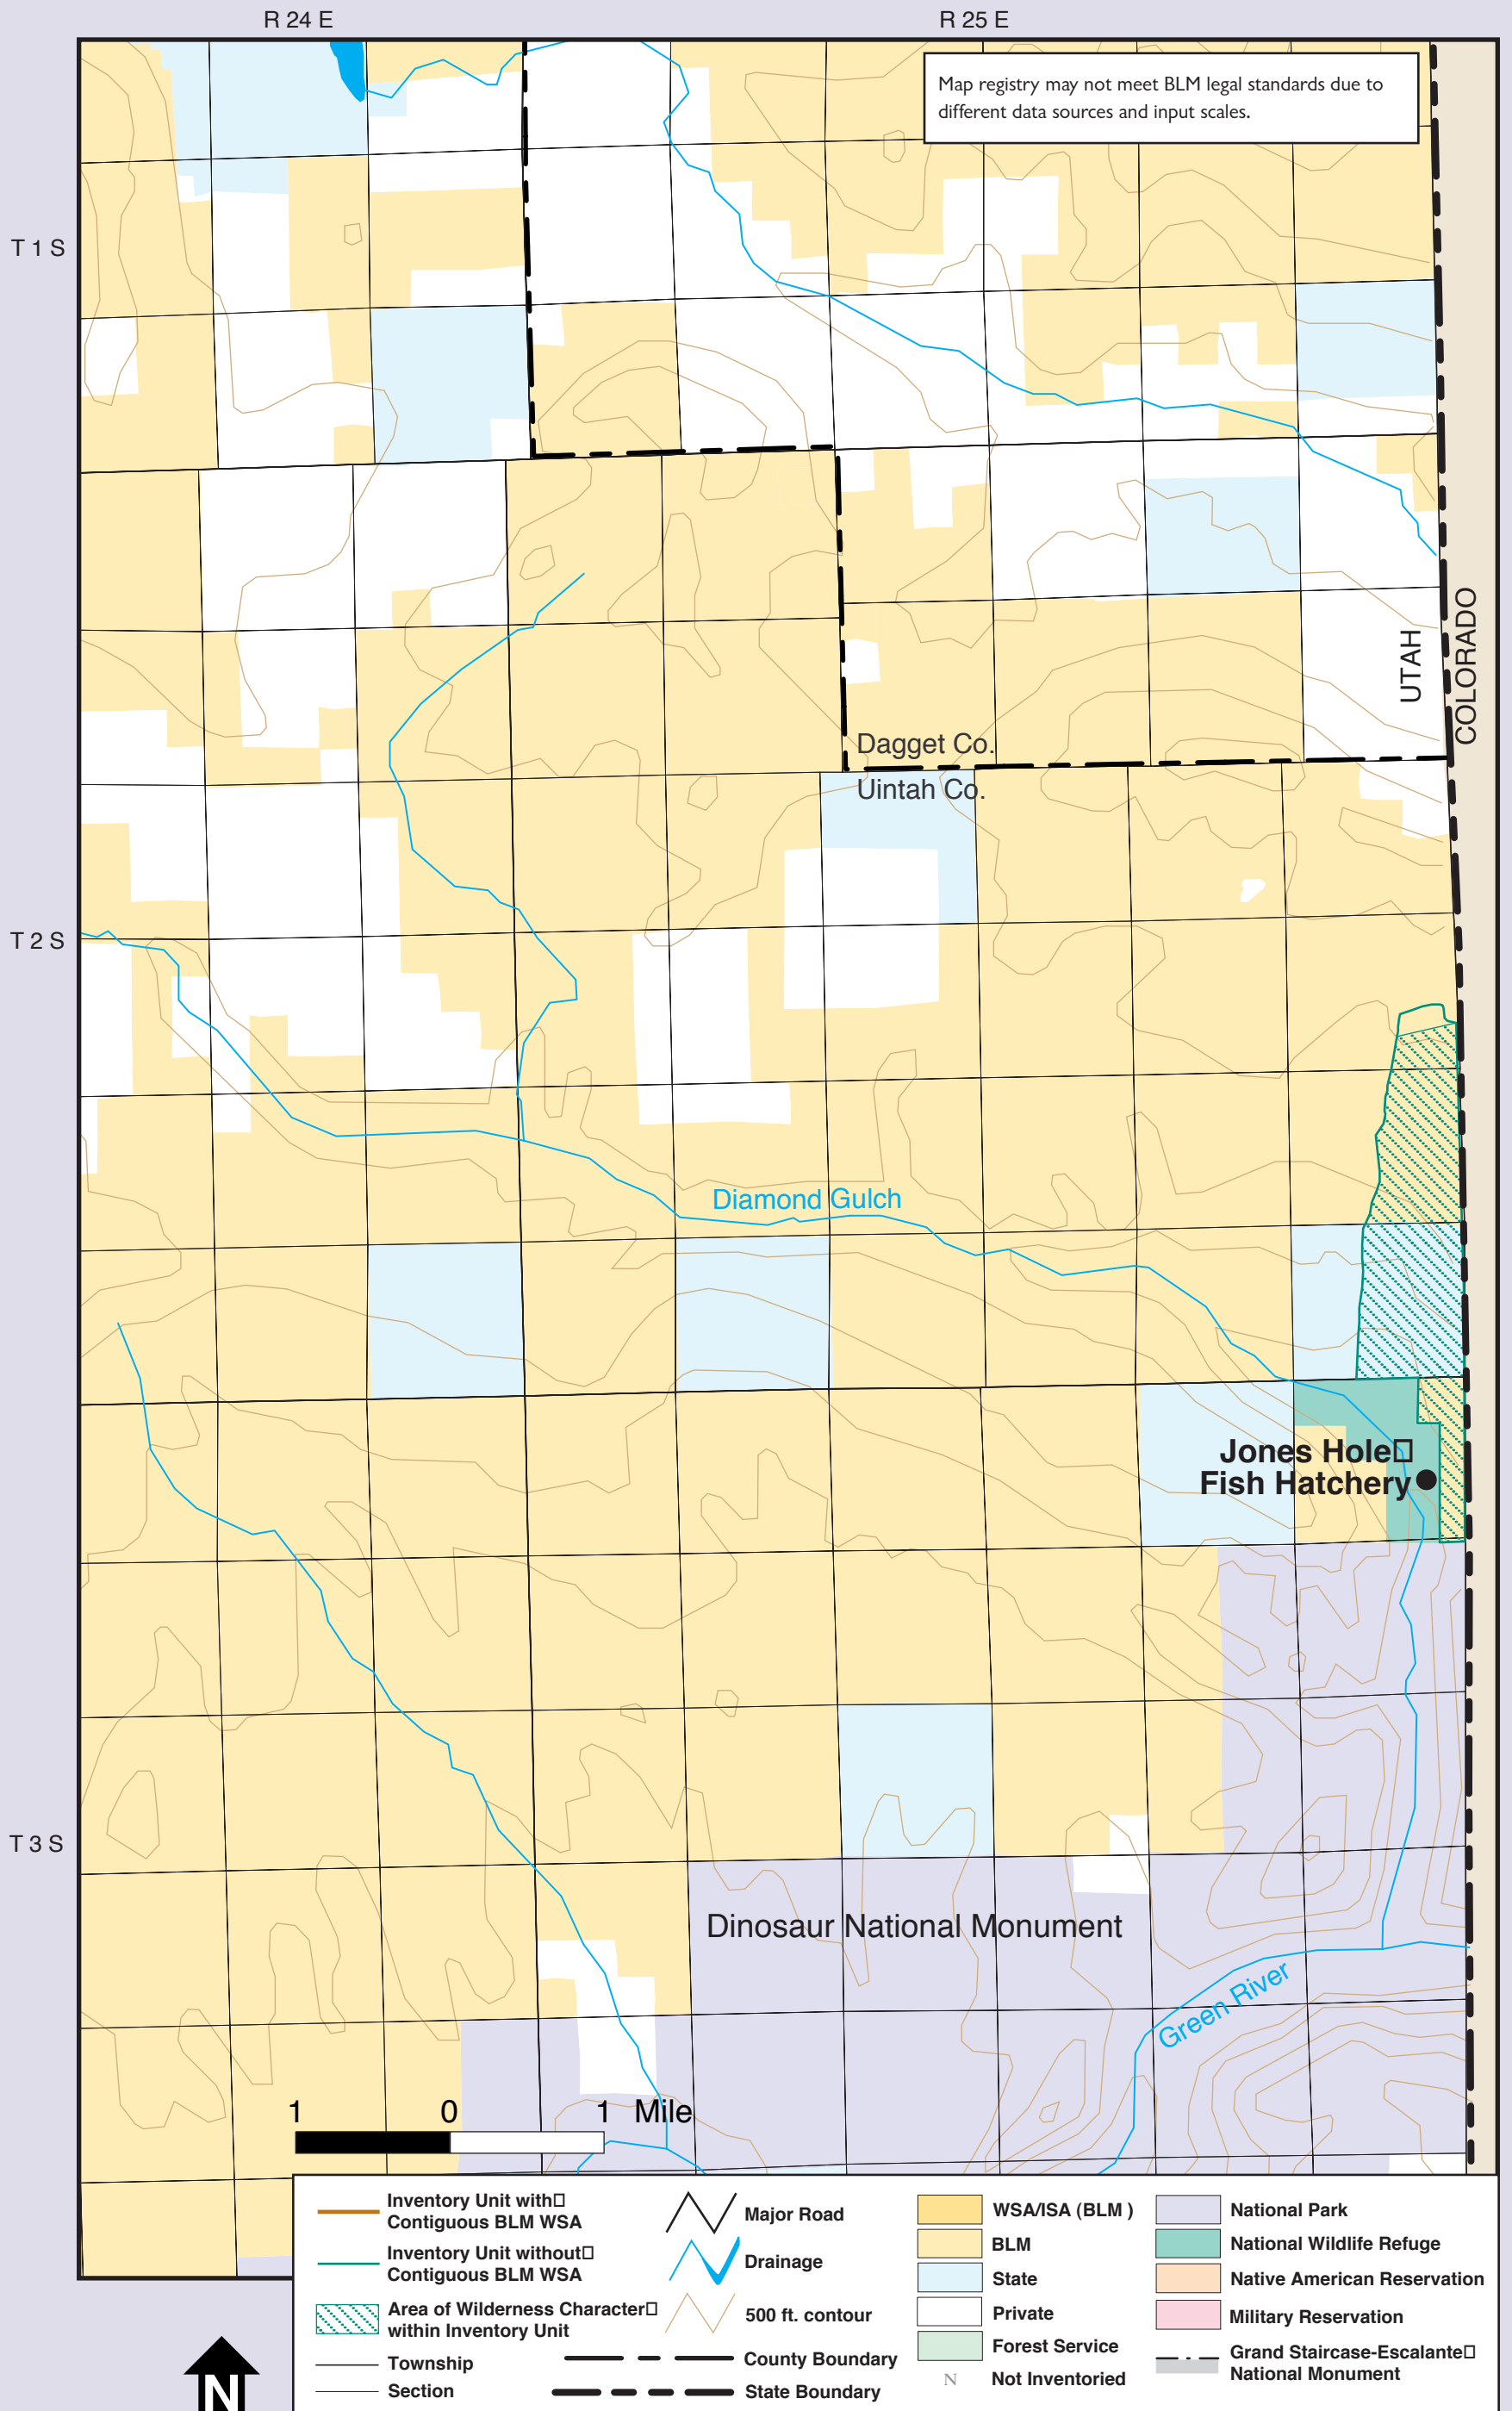 R 24 E
R 25 E
Map registry may not meet BLM legal standards due to
different data sources and input scales.
T 1 S
UTAH
COLORADO
Dagget Co.
Uintah Co.
T 2 S
Diamond Gulch
Jones Hole
Fish Hatchery
T 3 S
Dinosaur National Monument
Green River
1 0 1 Mile
Inventory Unit with
Contiguous BLM WSA
Inventory Unit without
Contiguous BLM WSA
Area of Wilderness Character
within Inventory Unit
Township
Section
Major Road
Drainage
500 ft. contour
County Boundary
State Boundary
WSA/ISA (BLM )
BLM
State
Private
Forest Service
N Not Inventoried
National Park
National Wildlife Refuge
Native American Reservation
Military Reservation
Grand Staircase-Escalante
National Monument
N